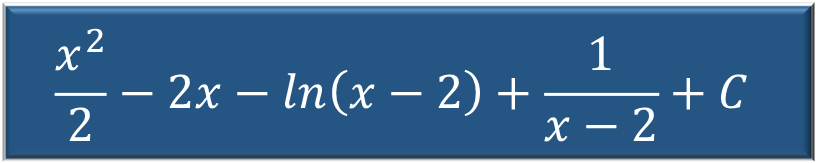 x²/2 − 2x − ln(x − 2) + 1/(x − 2) + C